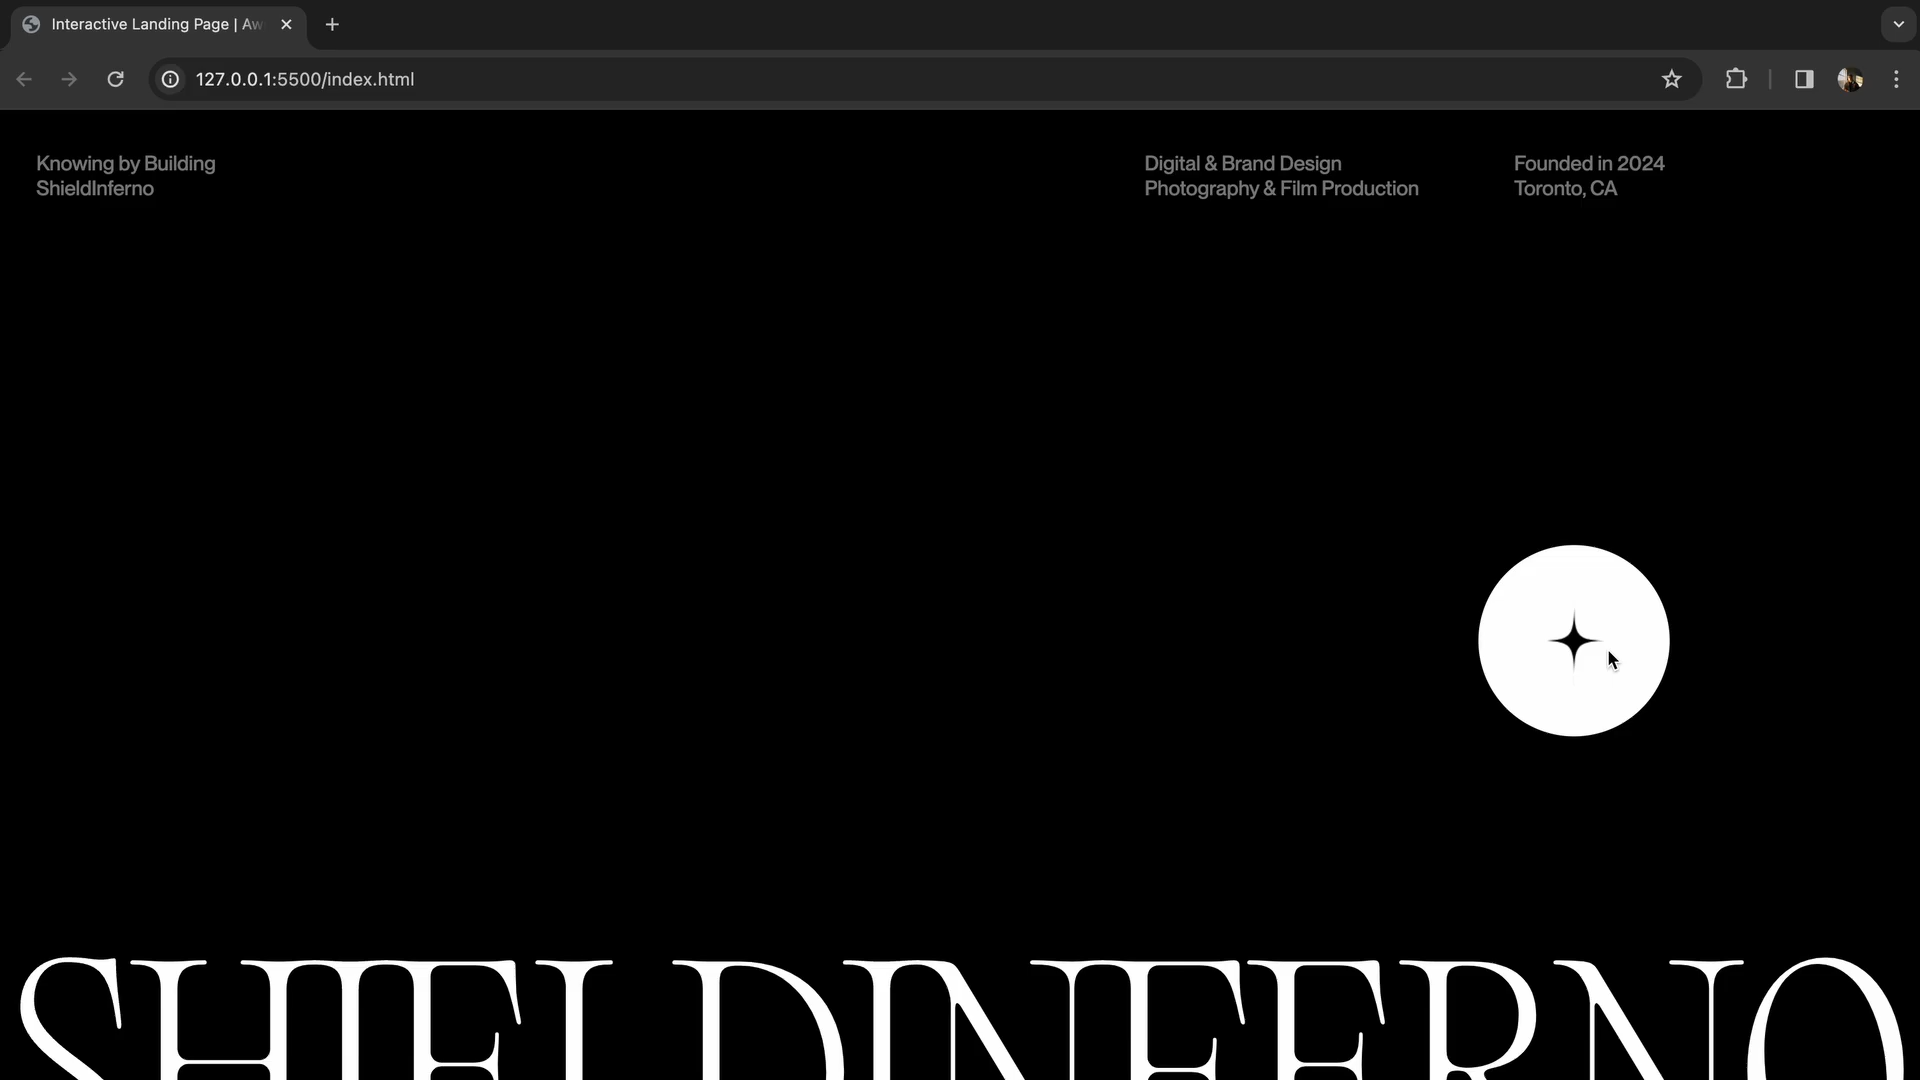 Interactive Landing Page | Aw
127.0.0.1:5500/index.html
Knowing by Building
ShieldInferno
Digital & Brand Design
Photography & Film Production
Founded in 2024
Toronto, CA
SHIELDINFERNO